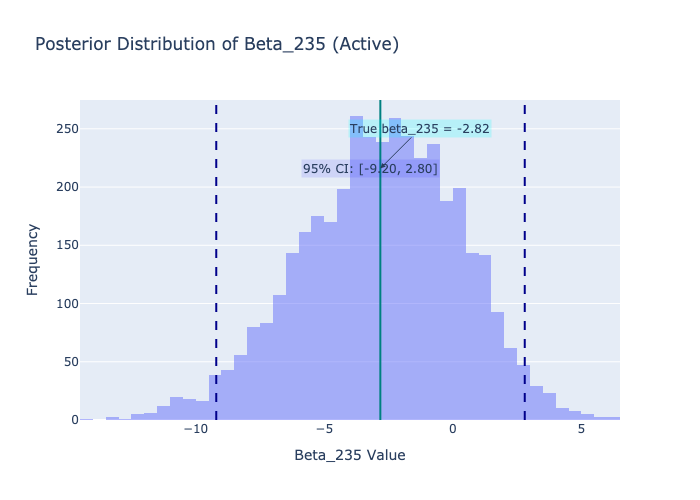 Posterior Distribution of Beta_235 (Active)
250
200
150
100
50
0
Frequency
True beta_235 = -2.82
95% CI: [-9.20, 2.80]
−10
−5
0
5
Beta_235 Value